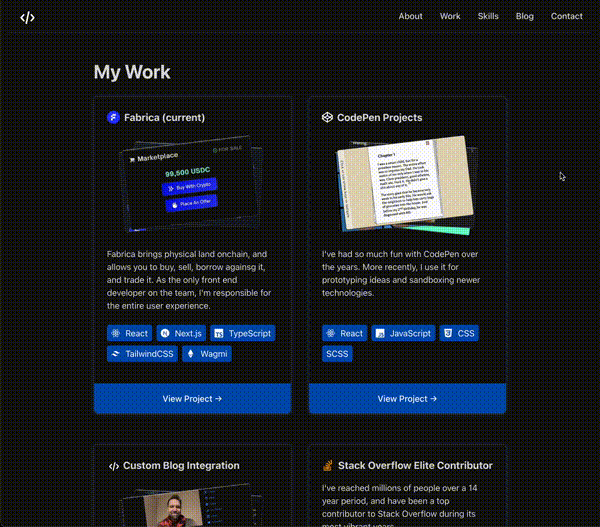 </>
About Work Skills Blog Contact
My Work
Fabrica (current)
Marketplace
FOR SALE
99,500 USDC
Buy With Crypto
Place An Offer
Fabrica brings physical land onchain, and
allows you to buy, sell, borrow againsg it,
and trade it. As the only front end
developer on the team, I'm responsible for
the entire user experience.
React Next.js TypeScript
TailwindCSS Wagmi
View Project →
CodePen Projects
Chapter 1
I've had so much fun with CodePen over
the years. More recently, I use it for
prototyping ideas and sandboxing newer
technologies.
React JavaScript CSS
SCSS
View Project →
</> Custom Blog Integration
Stack Overflow Elite Contributor
I've reached millions of people over a 14
year period, and have been a top
contributor to Stack Overflow during its
most vibrant years.